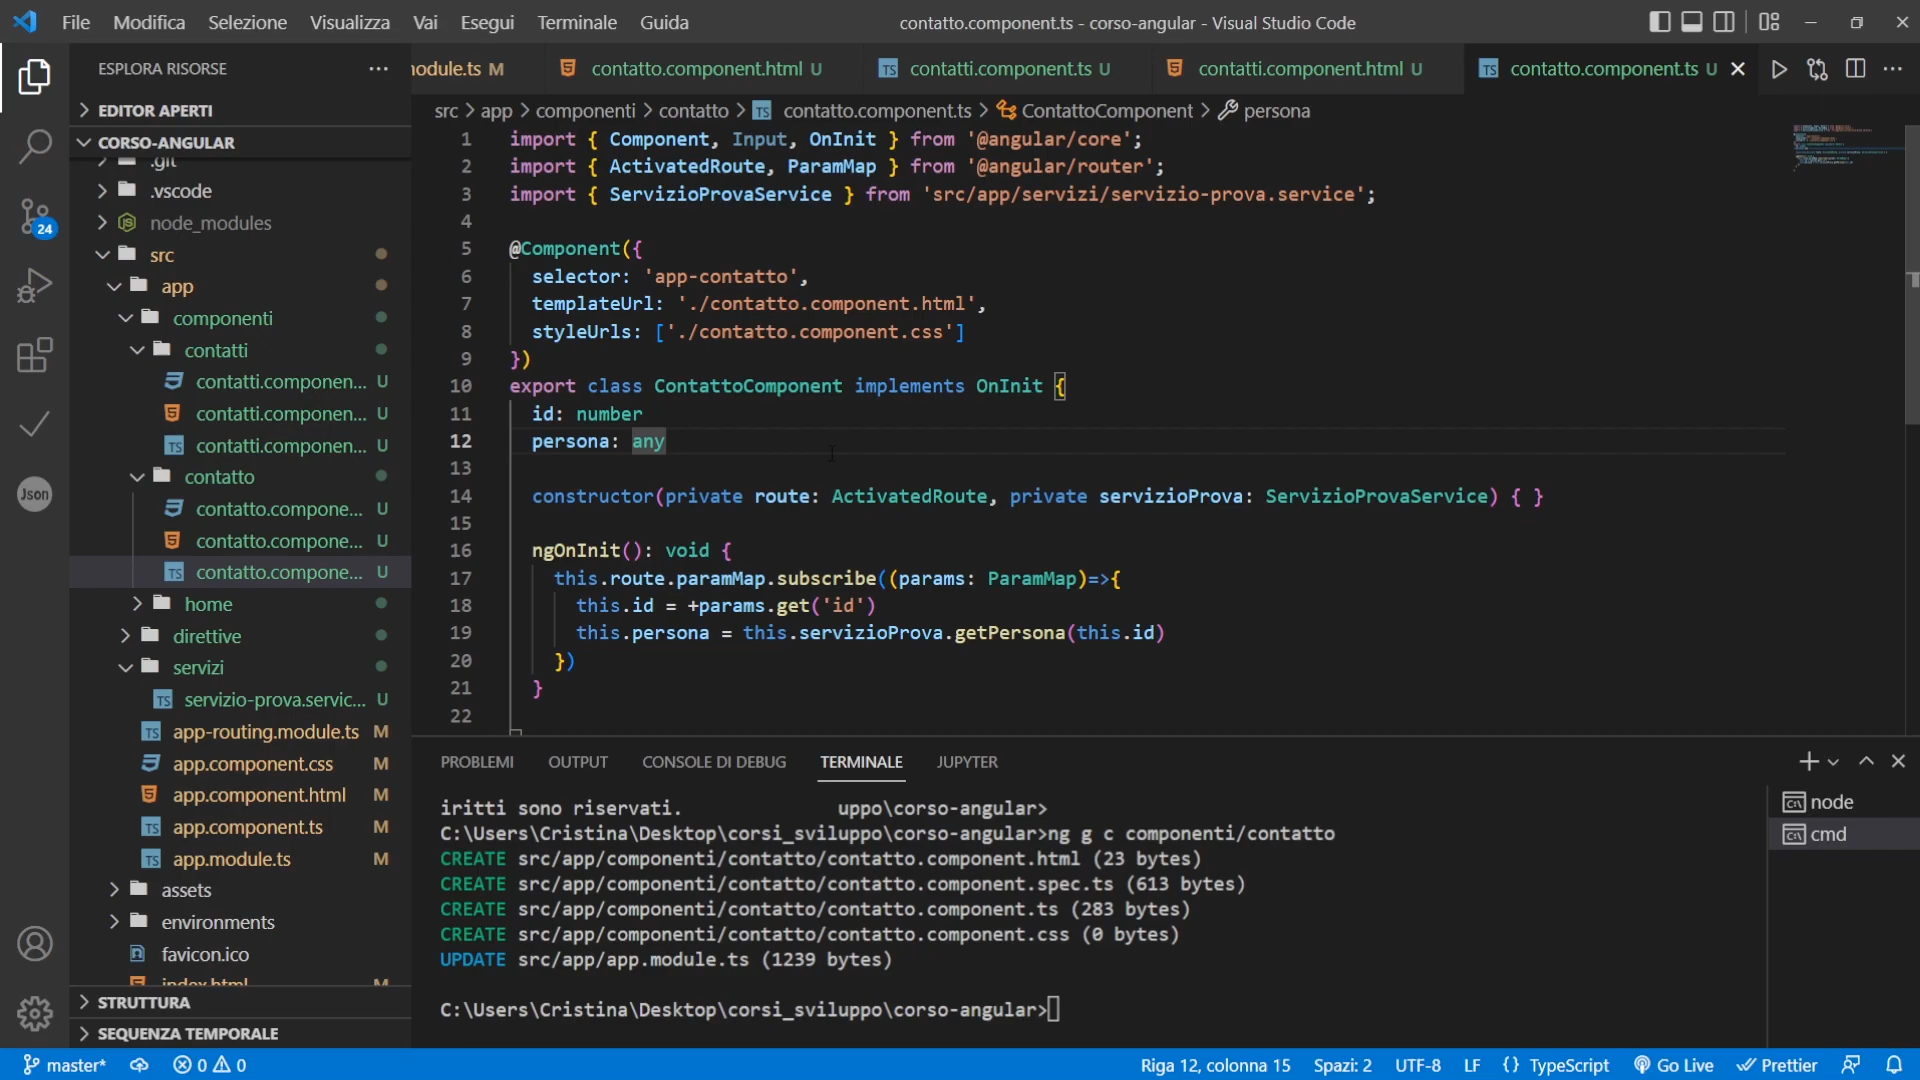 File Modifica Selezione Visualizza Vai Esegui Terminale Guida
contatto.component.ts - corso-angular - Visual Studio Code
ESPLORA RISORSE
EDITOR APERTI
CORSO-ANGULAR
.git
.vscode
node_modules
src
app
componenti
contatti
contatti.componen... U
contatti.componen... U
contatti.componen... U
contatto
contatto.compone... U
contatto.compone... U
contatto.compone... U
home
direttive
servizi
servizio-prova.servic... U
app-routing.module.ts M
app.component.css M
app.component.html M
app.component.ts M
app.module.ts M
assets
environments
favicon.ico
index.html M
STRUTTURA
SEQUENZA TEMPORALE
24
Json
odule.ts M contatto.component.html U contatti.component.ts U contatti.component.html U contatto.component.ts U
src > app > componenti > contatto > contatto.component.ts > ContattoComponent > persona
1 import { Component, Input, OnInit } from '@angular/core';
2 import { ActivatedRoute, ParamMap } from '@angular/router';
3 import { ServizioProvaService } from 'src/app/servizi/servizio-prova.service';
4
5 @Component({
6 selector: 'app-contatto',
7 templateUrl: './contatto.component.html',
8 styleUrls: ['./contatto.component.css']
9 })
10 export class ContattoComponent implements OnInit {
11 id: number
12 persona: any
13
14 constructor(private route: ActivatedRoute, private servizioProva: ServizioProvaService) { }
15
16 ngOnInit(): void {
17 this.route.paramMap.subscribe((params: ParamMap)=>{
18 this.id = +params.get('id')
19 this.persona = this.servizioProva.getPersona(this.id)
20 })
21 }
22
PROBLEMI OUTPUT CONSOLE DI DEBUG TERMINALE JUPYTER
iritti sono riservati. uppo\corso-angular>
C:\Users\Cristina\Desktop\corsi_sviluppo\corso-angular>ng g c componenti/contatto
CREATE src/app/componenti/contatto/contatto.component.html (23 bytes)
CREATE src/app/componenti/contatto/contatto.component.spec.ts (613 bytes)
CREATE src/app/componenti/contatto/contatto.component.ts (283 bytes)
CREATE src/app/componenti/contatto/contatto.component.css (0 bytes)
UPDATE src/app/app.module.ts (1239 bytes)
C:\Users\Cristina\Desktop\corsi_sviluppo\corso-angular>
node
cmd
master* 0 0 Riga 12, colonna 15 Spazi: 2 UTF-8 LF {} TypeScript Go Live Prettier